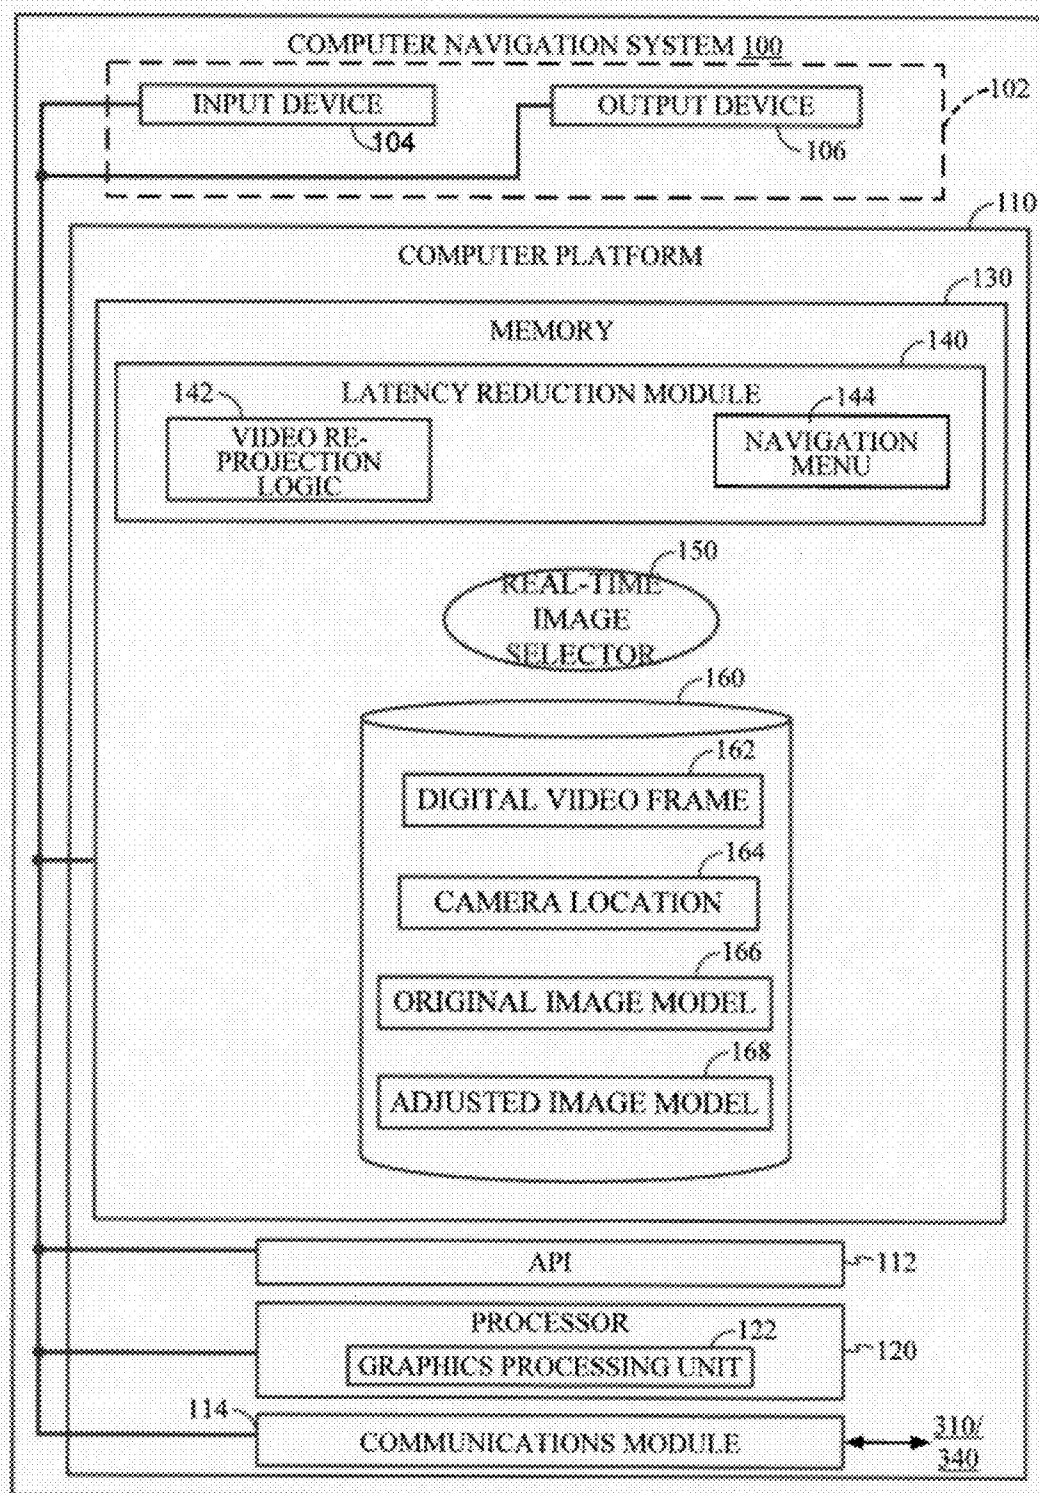 COMPUTER NAVIGATION SYSTEM 100
INPUT DEVICE
OUTPUT DEVICE
102
104
106
110
COMPUTER PLATFORM
130
MEMORY
140
LATENCY REDUCTION MODULE
142
144
VIDEO RE-
PROJECTION
LOGIC
NAVIGATION
MENU
150
REAL-TIME
IMAGE
SELECTOR
160
162
DIGITAL VIDEO FRAME
164
CAMERA LOCATION
166
ORIGINAL IMAGE MODEL
168
ADJUSTED IMAGE MODEL
API
112
PROCESSOR
122
GRAPHICS PROCESSING UNIT
120
114
COMMUNICATIONS MODULE
310/
340